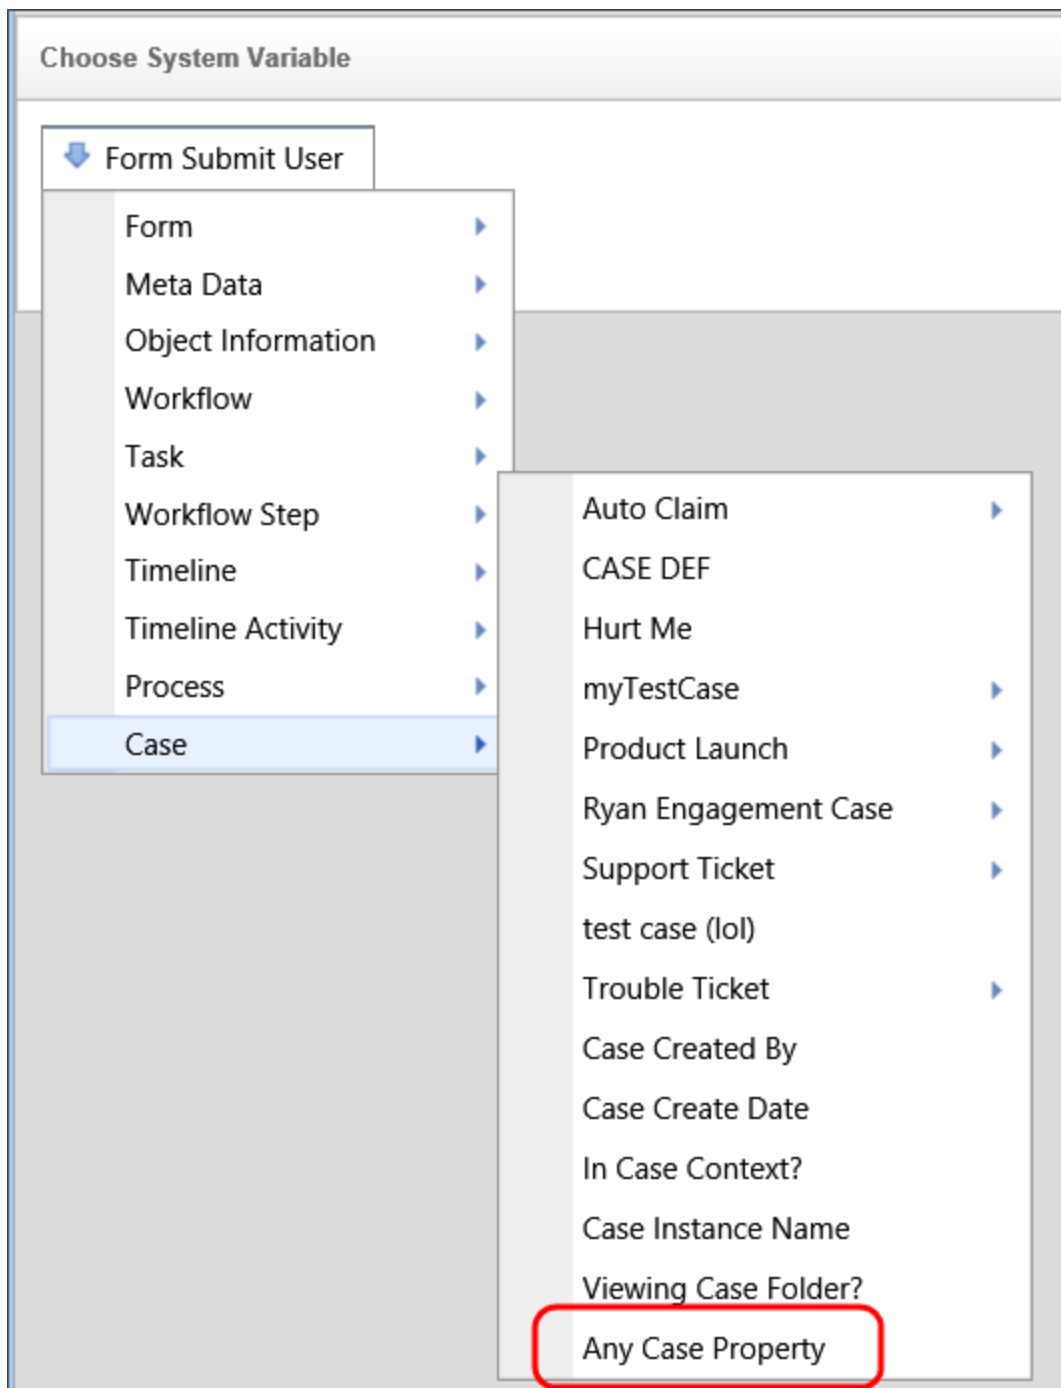 Choose System Variable
Form Submit User
Form
Meta Data
Object Information
Workflow
Task
Workflow Step
Timeline
Timeline Activity
Process
Case
Auto Claim
CASE DEF
Hurt Me
myTestCase
Product Launch
Ryan Engagement Case
Support Ticket
test case (lol)
Trouble Ticket
Case Created By
Case Create Date
In Case Context?
Case Instance Name
Viewing Case Folder?
Any Case Property